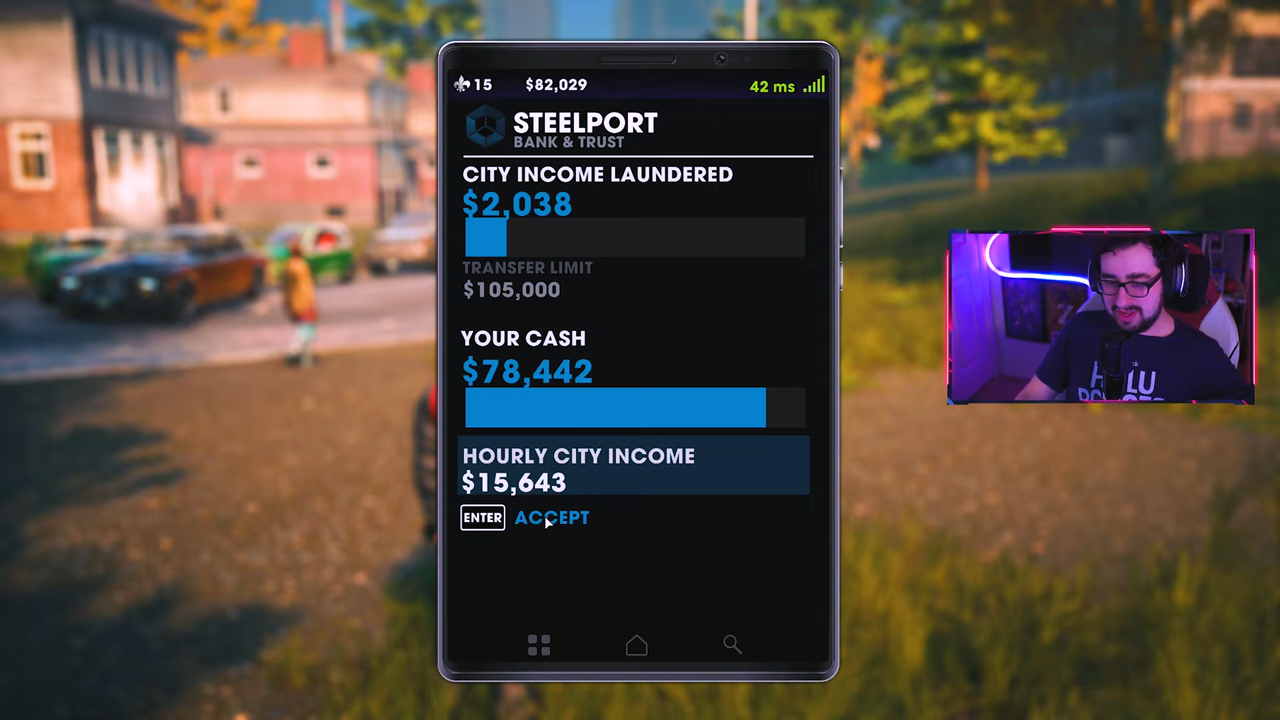 15 $82,029 42 ms
STEELPORT
BANK & TRUST
CITY INCOME LAUNDERED
$2,038
TRANSFER LIMIT
$105,000
YOUR CASH
$78,442
HOURLY CITY INCOME
$15,643
ENTER ACCEPT